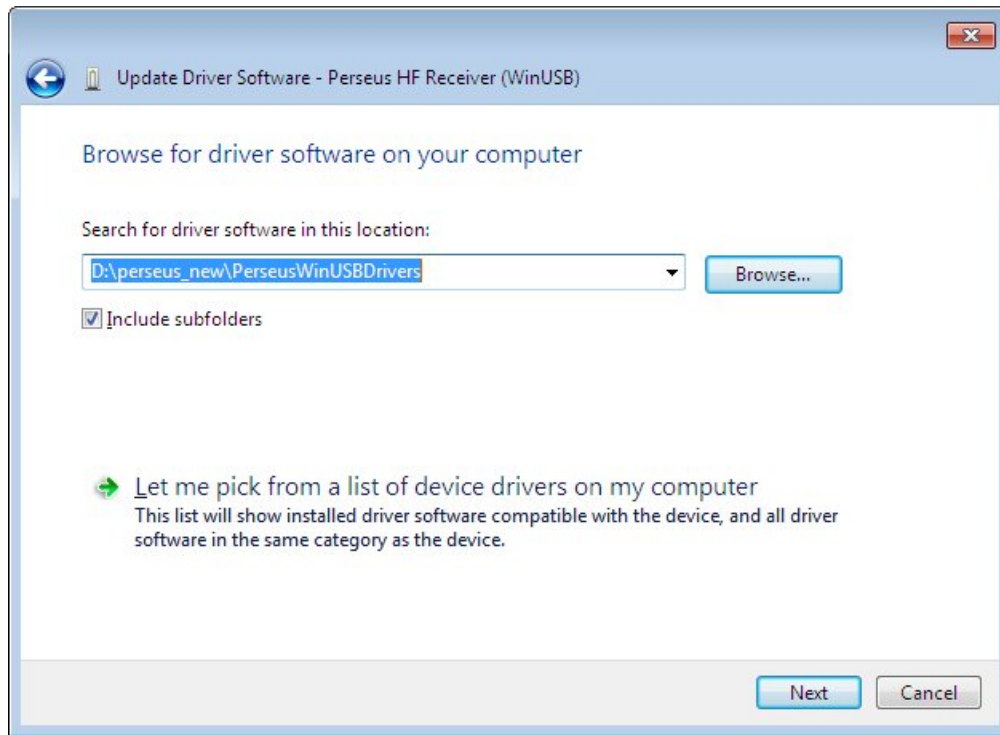 Update Driver Software - Perseus HF Receiver (WinUSB)
Browse for driver software on your computer
Search for driver software in this location:
D:\perseus_new\PerseusWinUSBDrivers
Browse...
Include subfolders
Let me pick from a list of device drivers on my computer
This list will show installed driver software compatible with the device, and all driver
software in the same category as the device.
Next
Cancel